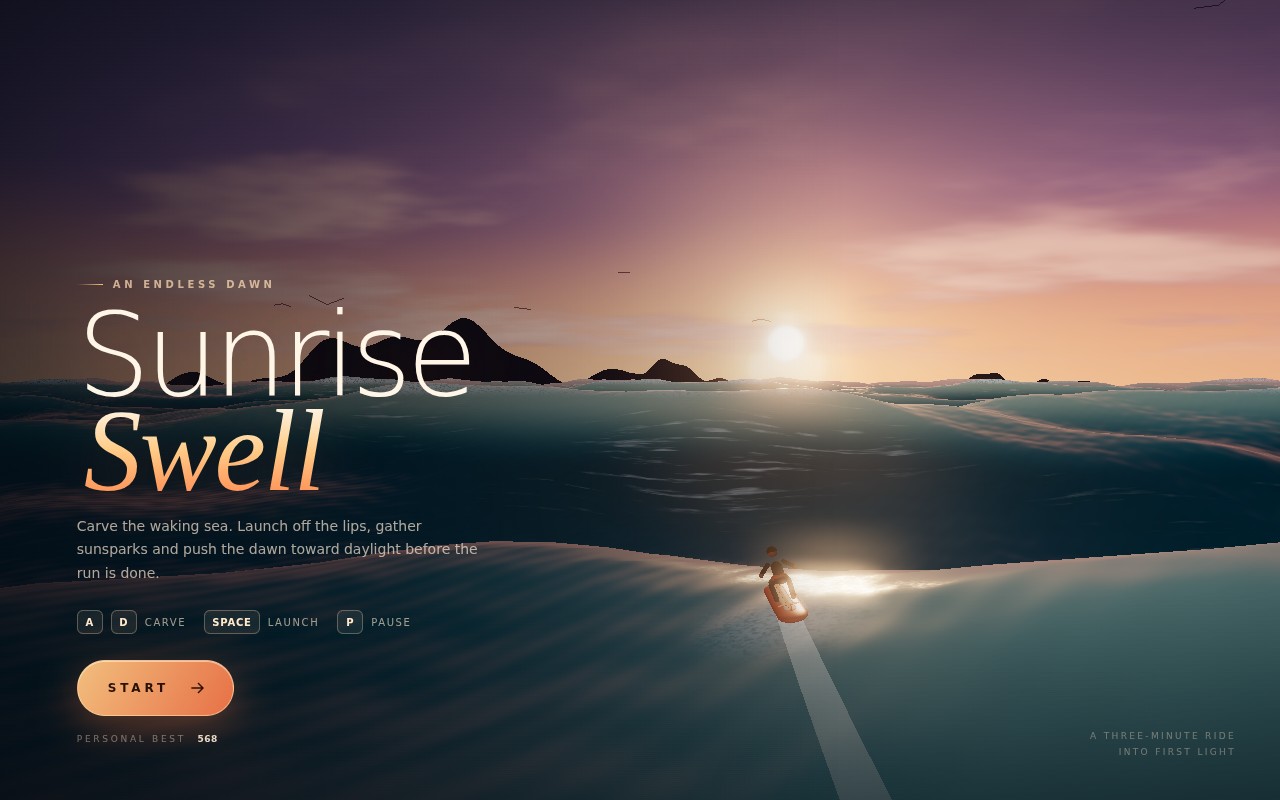 AN ENDLESS DAWN
Sunrise
Swell
Carve the waking sea. Launch off the lips, gather
sunsparks and push the dawn toward daylight before the
run is done.
A D CARVE SPACE LAUNCH P PAUSE
START →
PERSONAL BEST 568
A THREE-MINUTE RIDE
INTO FIRST LIGHT